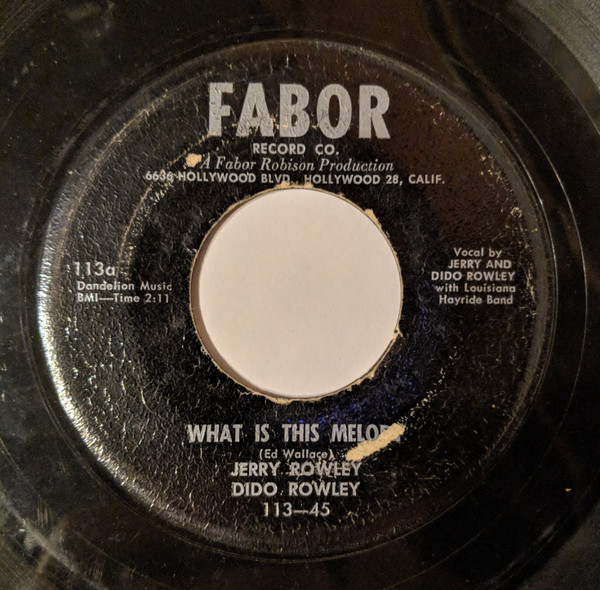 FABOR
RECORD CO.
A Fabor Robison Production
6636 HOLLYWOOD BLVD., HOLLYWOOD 28, CALIF.
113a
Dandelion Music
BMI—Time 2:11
Vocal by
JERRY AND
DIDO ROWLEY
with Louisiana
Hayride Band
WHAT IS THIS MELODY
(Ed Wallace)
JERRY ROWLEY
DIDO ROWLEY
113—45